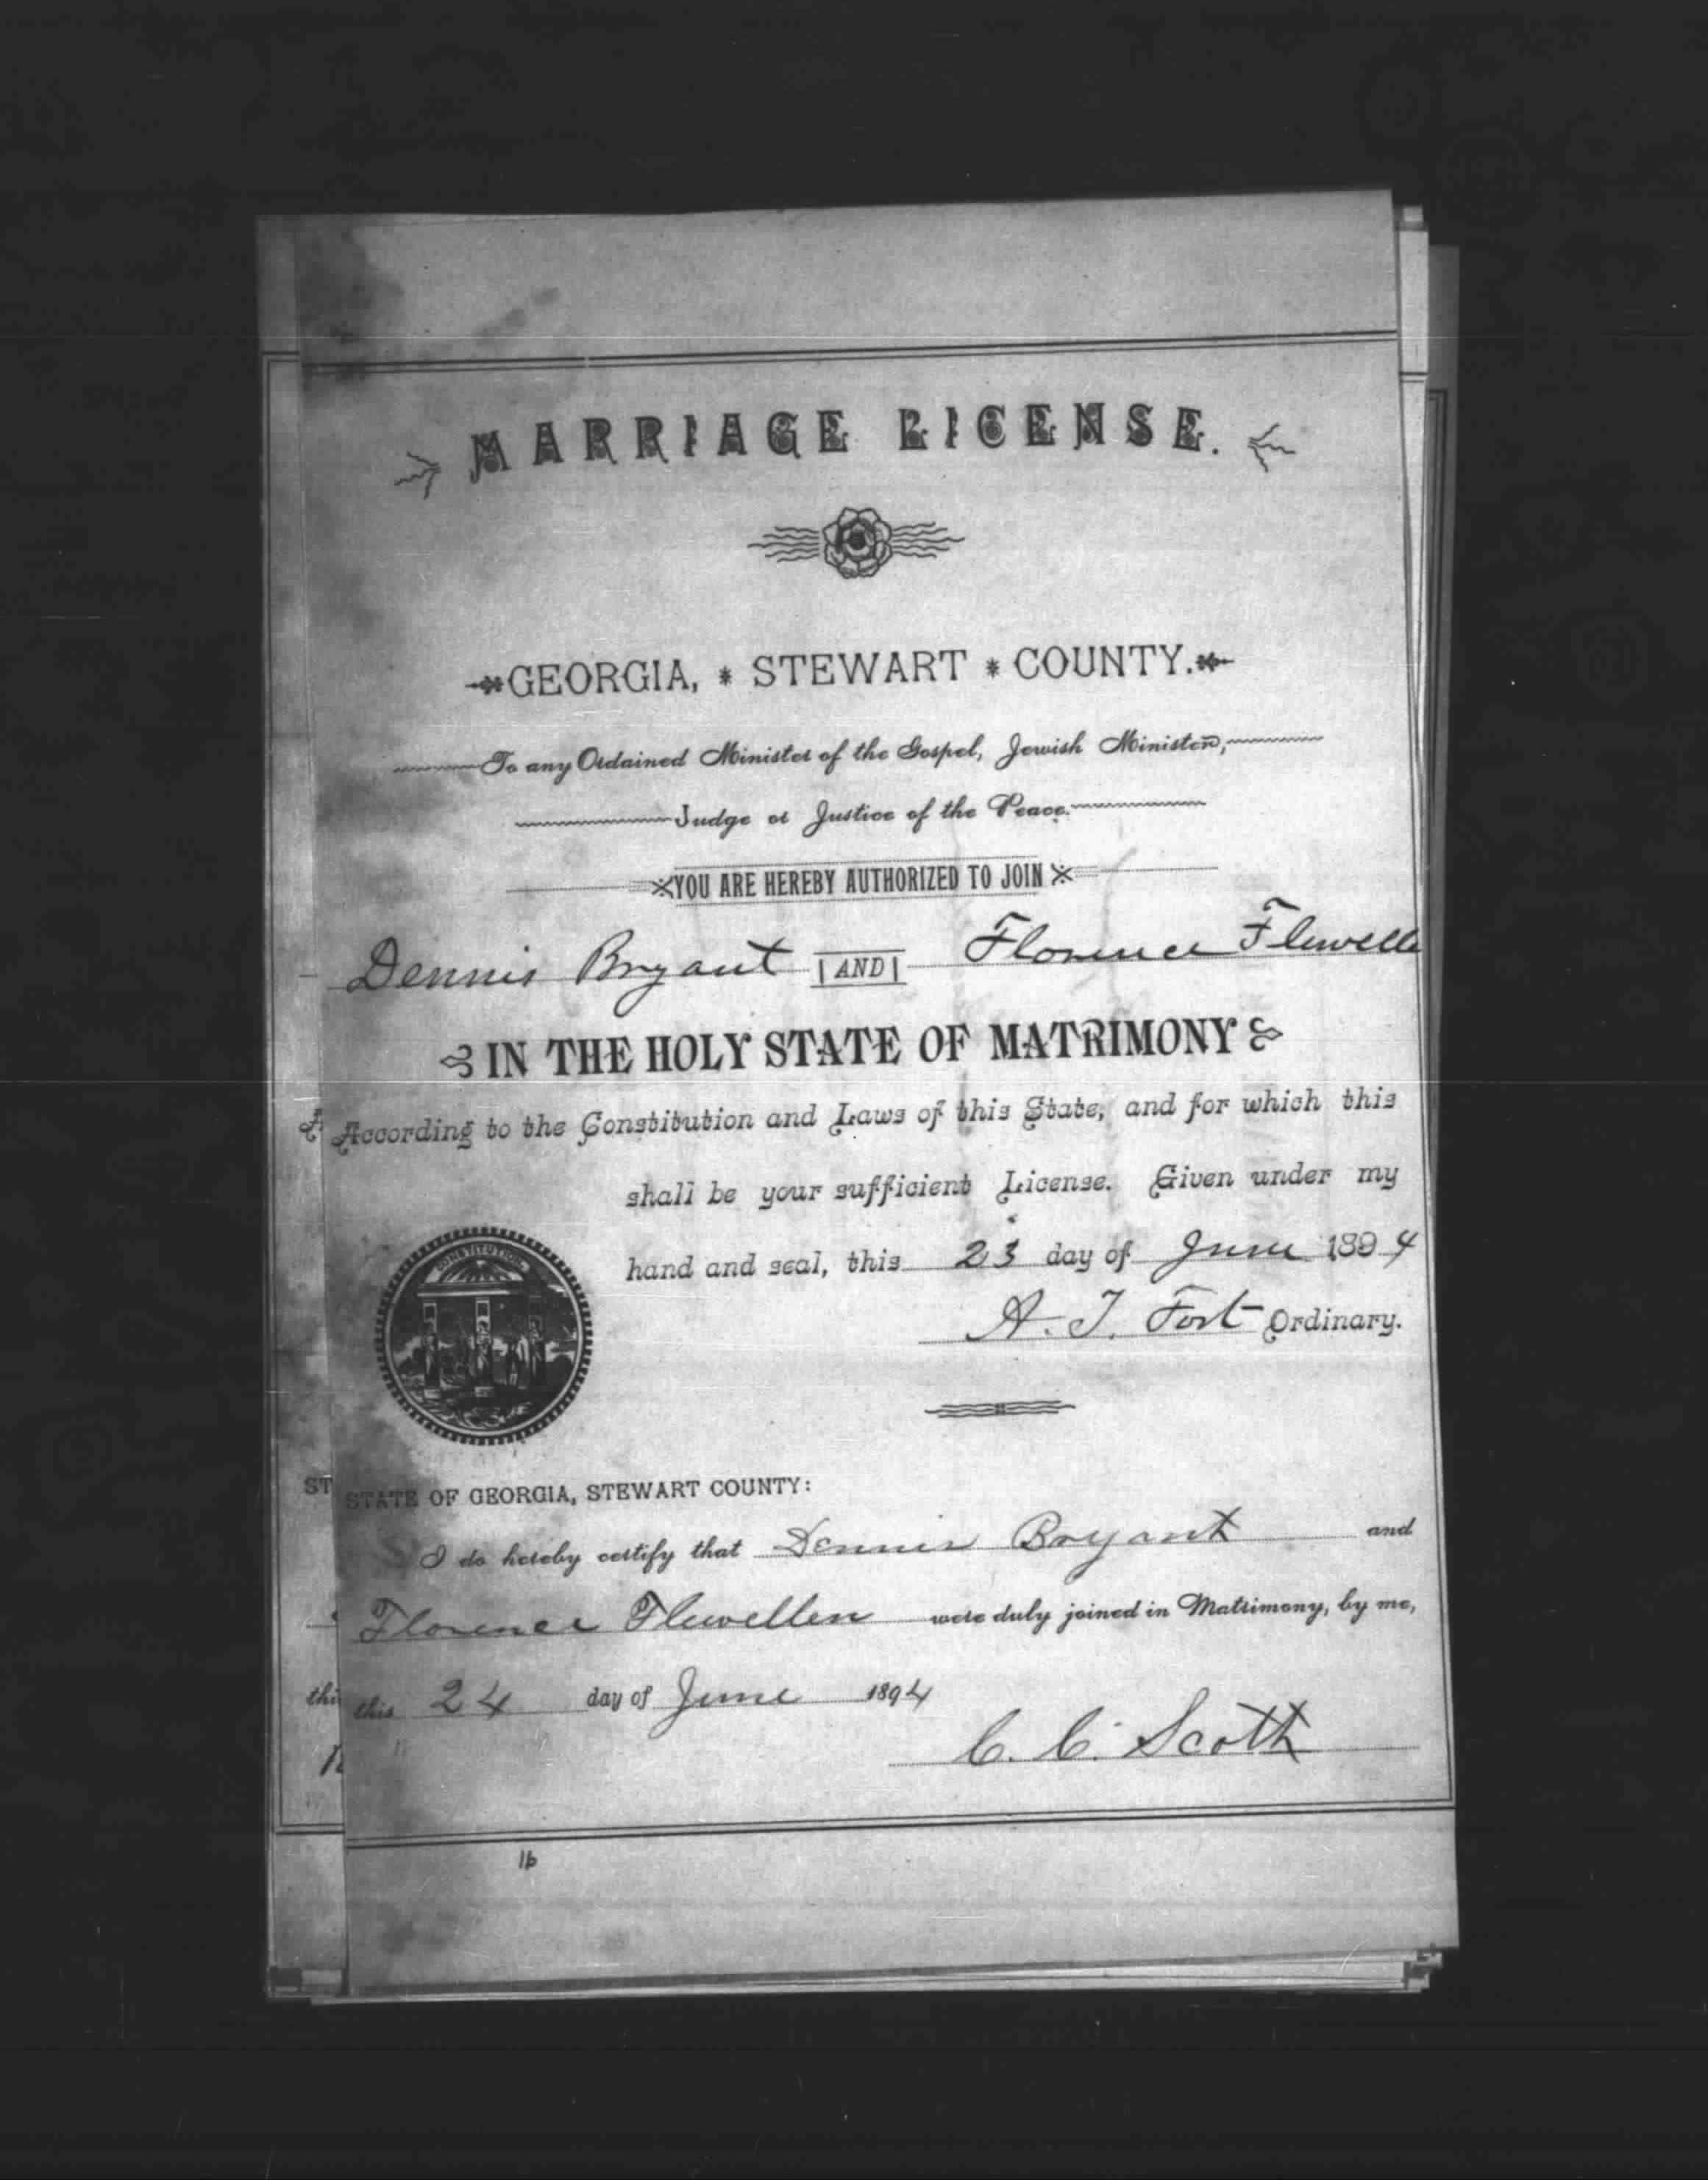 MARRIAGE LICENSE.
GEORGIA, * STEWART * COUNTY.
To any Ordained Minister of the Gospel, Jewish Minister,
Judge or Justice of the Peace.
YOU ARE HEREBY AUTHORIZED TO JOIN
Dennis Bryant AND Florence Flewelle
IN THE HOLY STATE OF MATRIMONY
According to the Constitution and Laws of this State, and for which this
shall be your sufficient License. Given under my
hand and seal, this 23 day of June 1894
CONSTITUTION
A. T. Fort Ordinary.
ST
STATE OF GEORGIA, STEWART COUNTY:
I do hereby certify that Dennis Bryant and
Florence Flewellen were duly joined in Matrimony, by me,
thi
this 24 day of June 1894
C. C. Scott
16